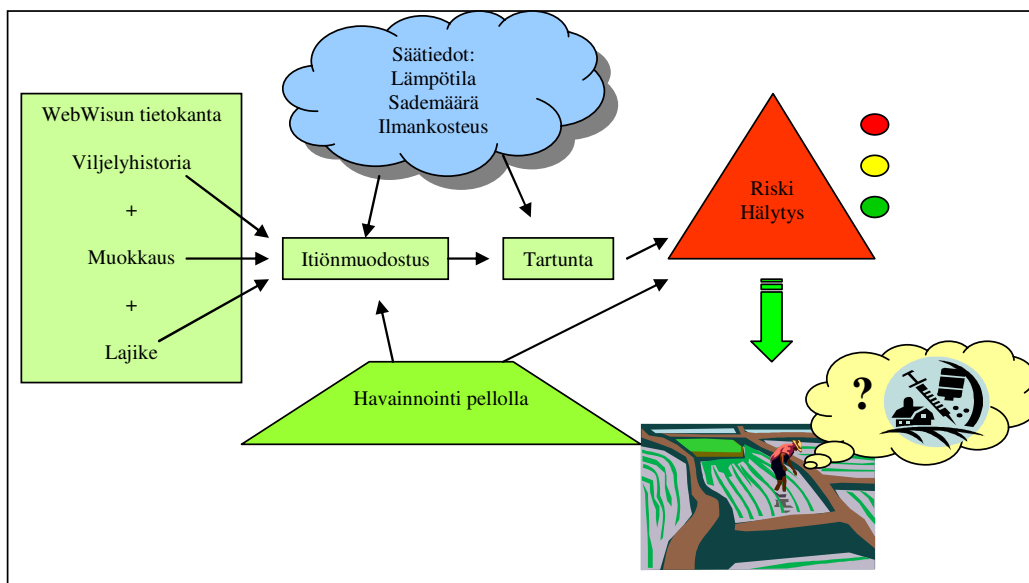 Säätiedot:
Lämpötila
Sademäärä
Ilmankosteus
WebWisun tietokanta
Viljelyhistoria
+
Muokkaus
+
Lajike
Itiönmuodostus
Tartunta
Riski
Hälytys
Havainnointi pellolla
?